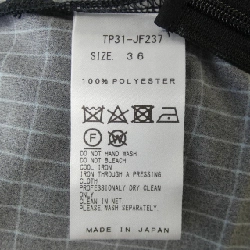 TP31-JF237
SIZE. 36
100% POLYESTER
F W
DO NOT HAND WASH
DO NOT BLEACH
COOL IRON
IRON THROUGH A PRESSING
CLOTH
PROFESSIONALY DRY CLEAN
ONLY
CLEAN IN NET
PLEASE WASH SEPARATELY.
MADE IN JAPAN